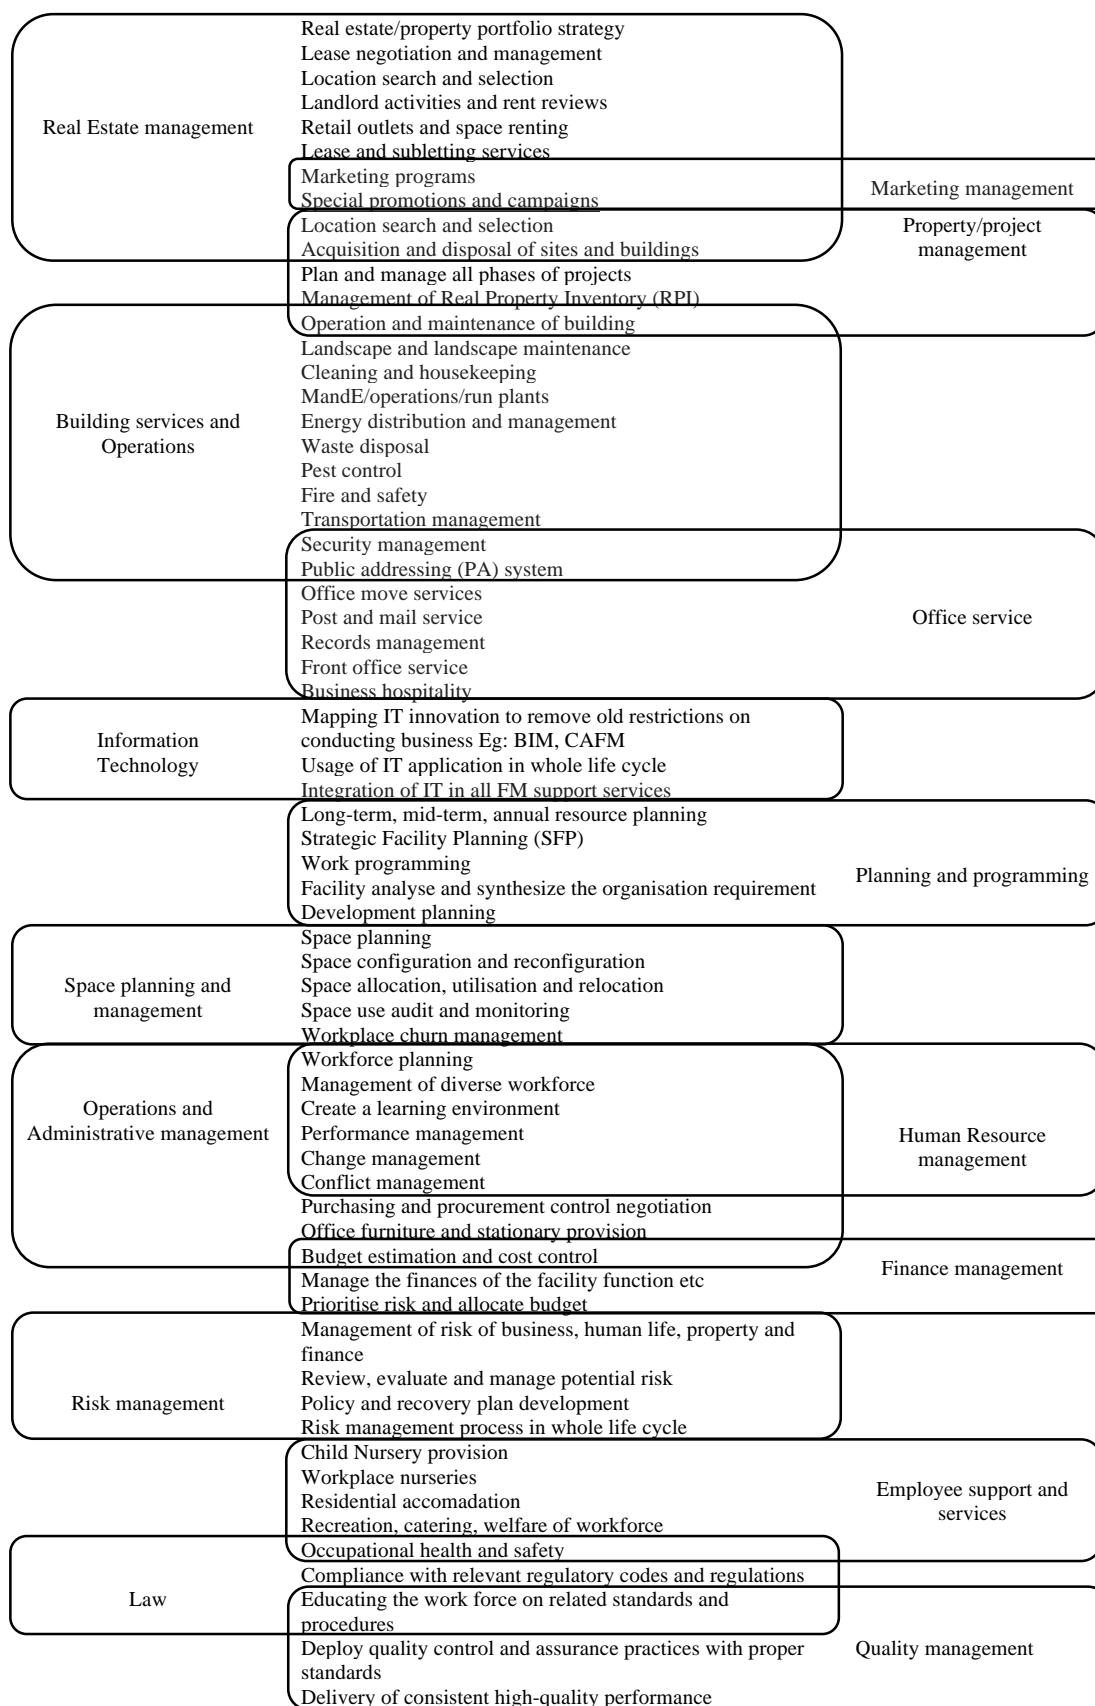 Real estate/property portfolio strategy
Lease negotiation and management
Location search and selection
Landlord activities and rent reviews
Real Estate management
Retail outlets and space renting
Lease and subletting services
Marketing programs
Marketing management
Special promotions and campaigns
Location search and selection
Property/project
management
Acquisition and disposal of sites and buildings
Plan and manage all phases of projects
Management of Real Property Inventory (RPI)
Operation and maintenance of building
Landscape and landscape maintenance
Cleaning and housekeeping
MandE/operations/run plants
Building services and
Operations
Energy distribution and management
Waste disposal
Pest control
Fire and safety
Transportation management
Security management
Public addressing (PA) system
Office move services
Post and mail service
Office service
Records management
Front office service
Business hospitality
Information
Technology
Mapping IT innovation to remove old restrictions on
conducting business Eg: BIM, CAFM
Usage of IT application in whole life cycle
Integration of IT in all FM support services
Long-term, mid-term, annual resource planning
Strategic Facility Planning (SFP)
Work programming
Facility analyse and synthesize the organisation requirement
Planning and programming
Development planning
Space planning
Space configuration and reconfiguration
Space planning and
management
Space allocation, utilisation and relocation
Space use audit and monitoring
Workplace churn management
Workforce planning
Management of diverse workforce
Operations and
Administrative management
Create a learning environment
Performance management
Change management
Conflict management
Human Resource
management
Purchasing and procurement control negotiation
Office furniture and stationary provision
Budget estimation and cost control
Finance management
Manage the finances of the facility function etc
Prioritise risk and allocate budget
Management of risk of business, human life, property and
finance
Review, evaluate and manage potential risk
Risk management
Policy and recovery plan development
Risk management process in whole life cycle
Child Nursery provision
Workplace nurseries
Residential accomadation
Recreation, catering, welfare of workforce
Employee support and
services
Occupational health and safety
Compliance with relevant regulatory codes and regulations
Law
Educating the work force on related standards and
procedures
Deploy quality control and assurance practices with proper
standards
Quality management
Delivery of consistent high-quality performance